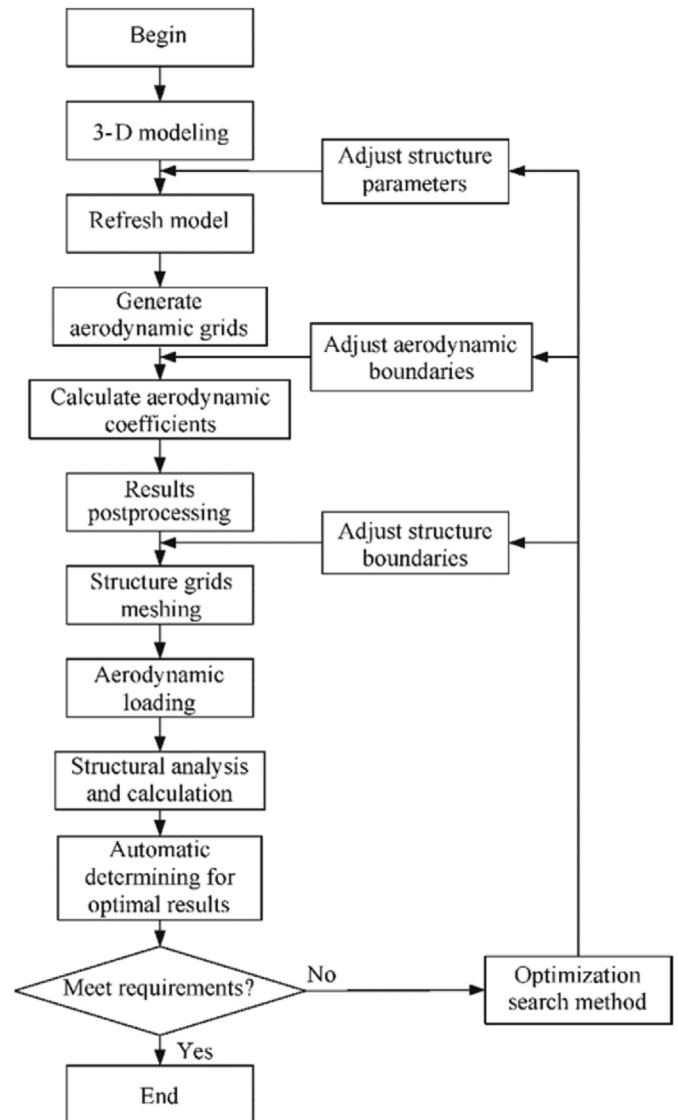 Begin
3-D modeling
Adjust structure
parameters
Refresh model
Generate
aerodynamic grids
Adjust aerodynamic
boundaries
Calculate aerodynamic
coefficients
Results
postprocessing
Adjust structure
boundaries
Structure grids
meshing
Aerodynamic
loading
Structural analysis
and calculation
Automatic
determining for
optimal results
Meet requirements?
No
Optimization
search method
Yes
End